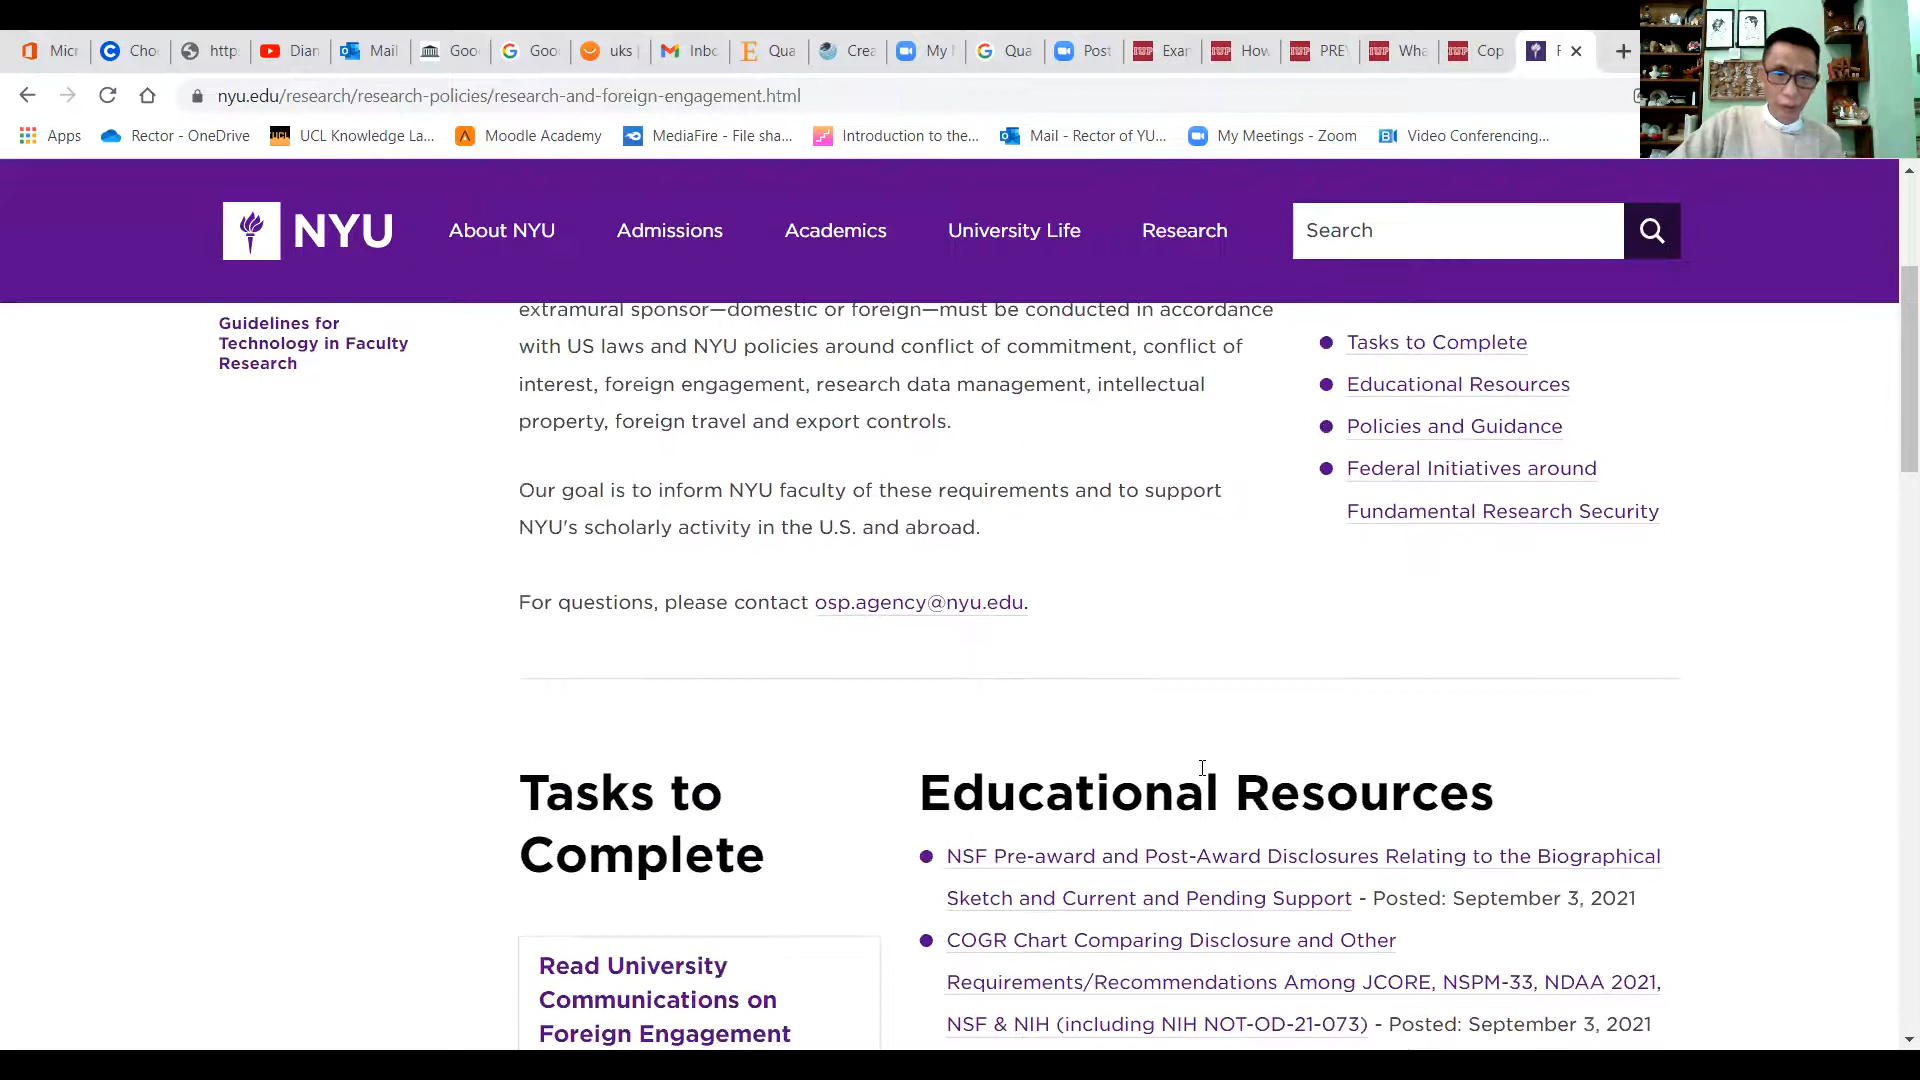 Micr
Cho
http
Dian
Mail
Goo
Goo
uks
Inbo
Qua
Crea
My
Qua
Post
Exar
How
PRE
Wha
Cop
F
nyu.edu/research/research-policies/research-and-foreign-engagement.html
Apps
Rector - OneDrive
UCL Knowledge La...
Moodle Academy
MediaFire - File sha...
Introduction to the...
Mail - Rector of YU...
My Meetings - Zoom
Video Conferencing...
NYU
About NYU
Admissions
Academics
University Life
Research
Search
Guidelines for
Technology in Faculty
Research
extramural sponsor—domestic or foreign—must be conducted in accordance
with US laws and NYU policies around conflict of commitment, conflict of
interest, foreign engagement, research data management, intellectual
property, foreign travel and export controls.
Our goal is to inform NYU faculty of these requirements and to support
NYU's scholarly activity in the U.S. and abroad.
For questions, please contact osp.agency@nyu.edu.
Tasks to Complete
Educational Resources
Policies and Guidance
Federal Initiatives around
Fundamental Research Security
Tasks to
Complete
Read University
Communications on
Foreign Engagement
Educational Resources
NSF Pre-award and Post-Award Disclosures Relating to the Biographical
Sketch and Current and Pending Support - Posted: September 3, 2021
COGR Chart Comparing Disclosure and Other
Requirements/Recommendations Among JCORE, NSPM-33, NDAA 2021,
NSF & NIH (including NIH NOT-OD-21-073) - Posted: September 3, 2021